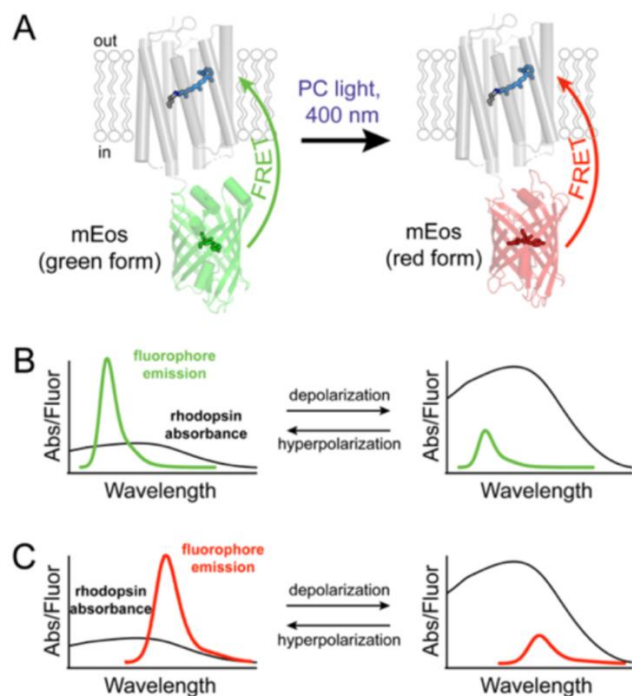 A
out
in
PC light,
400 nm
FRET
FRET
mEos
(green form)
mEos
(red form)
B
fluorophore
emission
rhodopsin
absorbance
Abs/Fluor
Wavelength
depolarization
hyperpolarization
Abs/Fluor
Wavelength
C
fluorophore
emission
rhodopsin
absorbance
Abs/Fluor
Wavelength
depolarization
hyperpolarization
Abs/Fluor
Wavelength